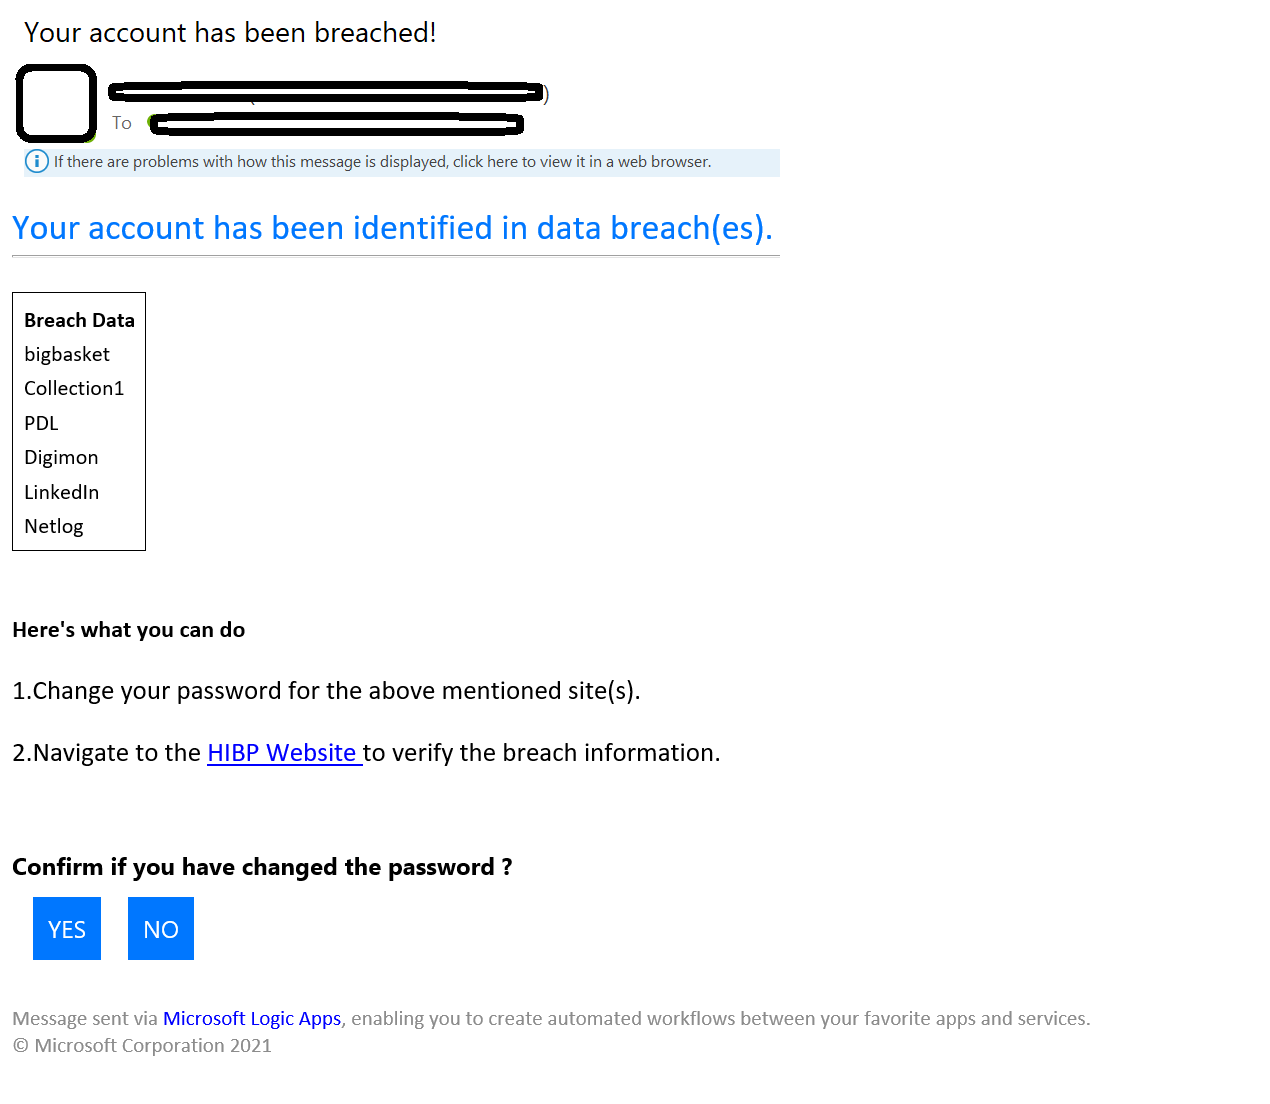 Your account has been breached!
)
To
If there are problems with how this message is displayed, click here to view it in a web browser.
Your account has been identified in data breach(es).
Breach Data
bigbasket
Collection1
PDL
Digimon
LinkedIn
Netlog
Here's what you can do
1.Change your password for the above mentioned site(s).
2.Navigate to the HIBP Website to verify the breach information.
Confirm if you have changed the password ?
YES NO
Message sent via Microsoft Logic Apps, enabling you to create automated workflows between your favorite apps and services.
© Microsoft Corporation 2021